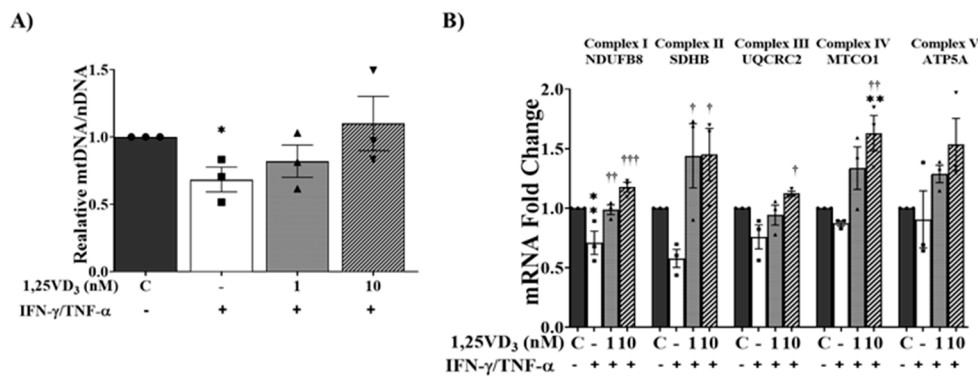 A)
Realative mtDNA/nDNA
1.5
1.0
0.5
0.0
*
1,25VD3 (nM) C - 1 10
IFN-γ/TNF-α - + + +
B)
Complex I Complex II Complex III Complex IV Complex V
NDUFB8 SDHB UQCRC2 MTCO1 ATP5A
mRNA Fold Change
2.0
1.5
1.0
0.5
0.0
* * †† ††† † † † †† **
1,25VD3 (nM) C - 1 10 C - 1 10 C - 1 10 C - 1 10 C - 1 10
IFN-γ/TNF-α - + + + - + + + - + + + - + + + - + + +